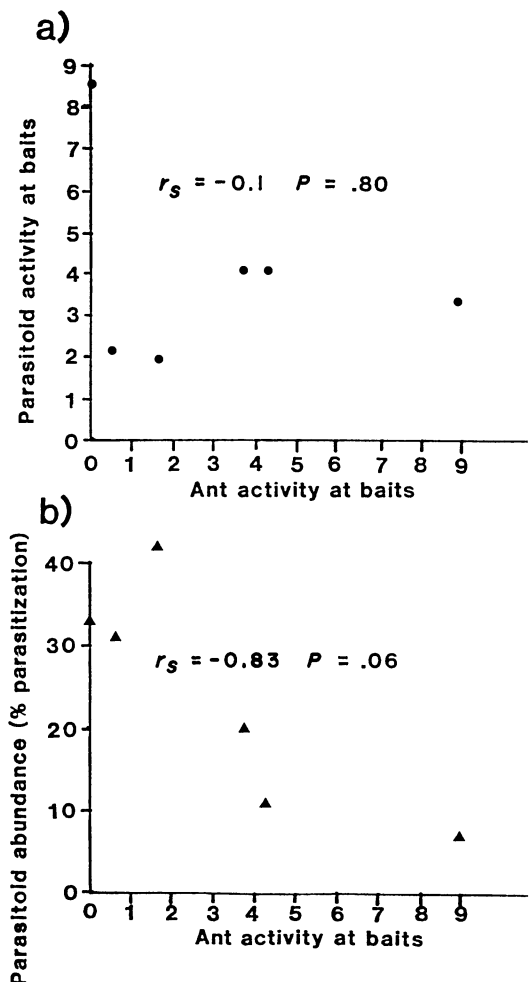 a)
Parasitoid activity at baits
9
8
7
6
5
4
3
2
1
0
r_s = -0.1 P = .80
0 1 2 3 4 5 6 7 8 9
Ant activity at baits
b)
Parasitoid abundance (% parasitization)
40
30
20
10
0
r_s = -0.83 P = .06
0 1 2 3 4 5 6 7 8 9
Ant activity at baits